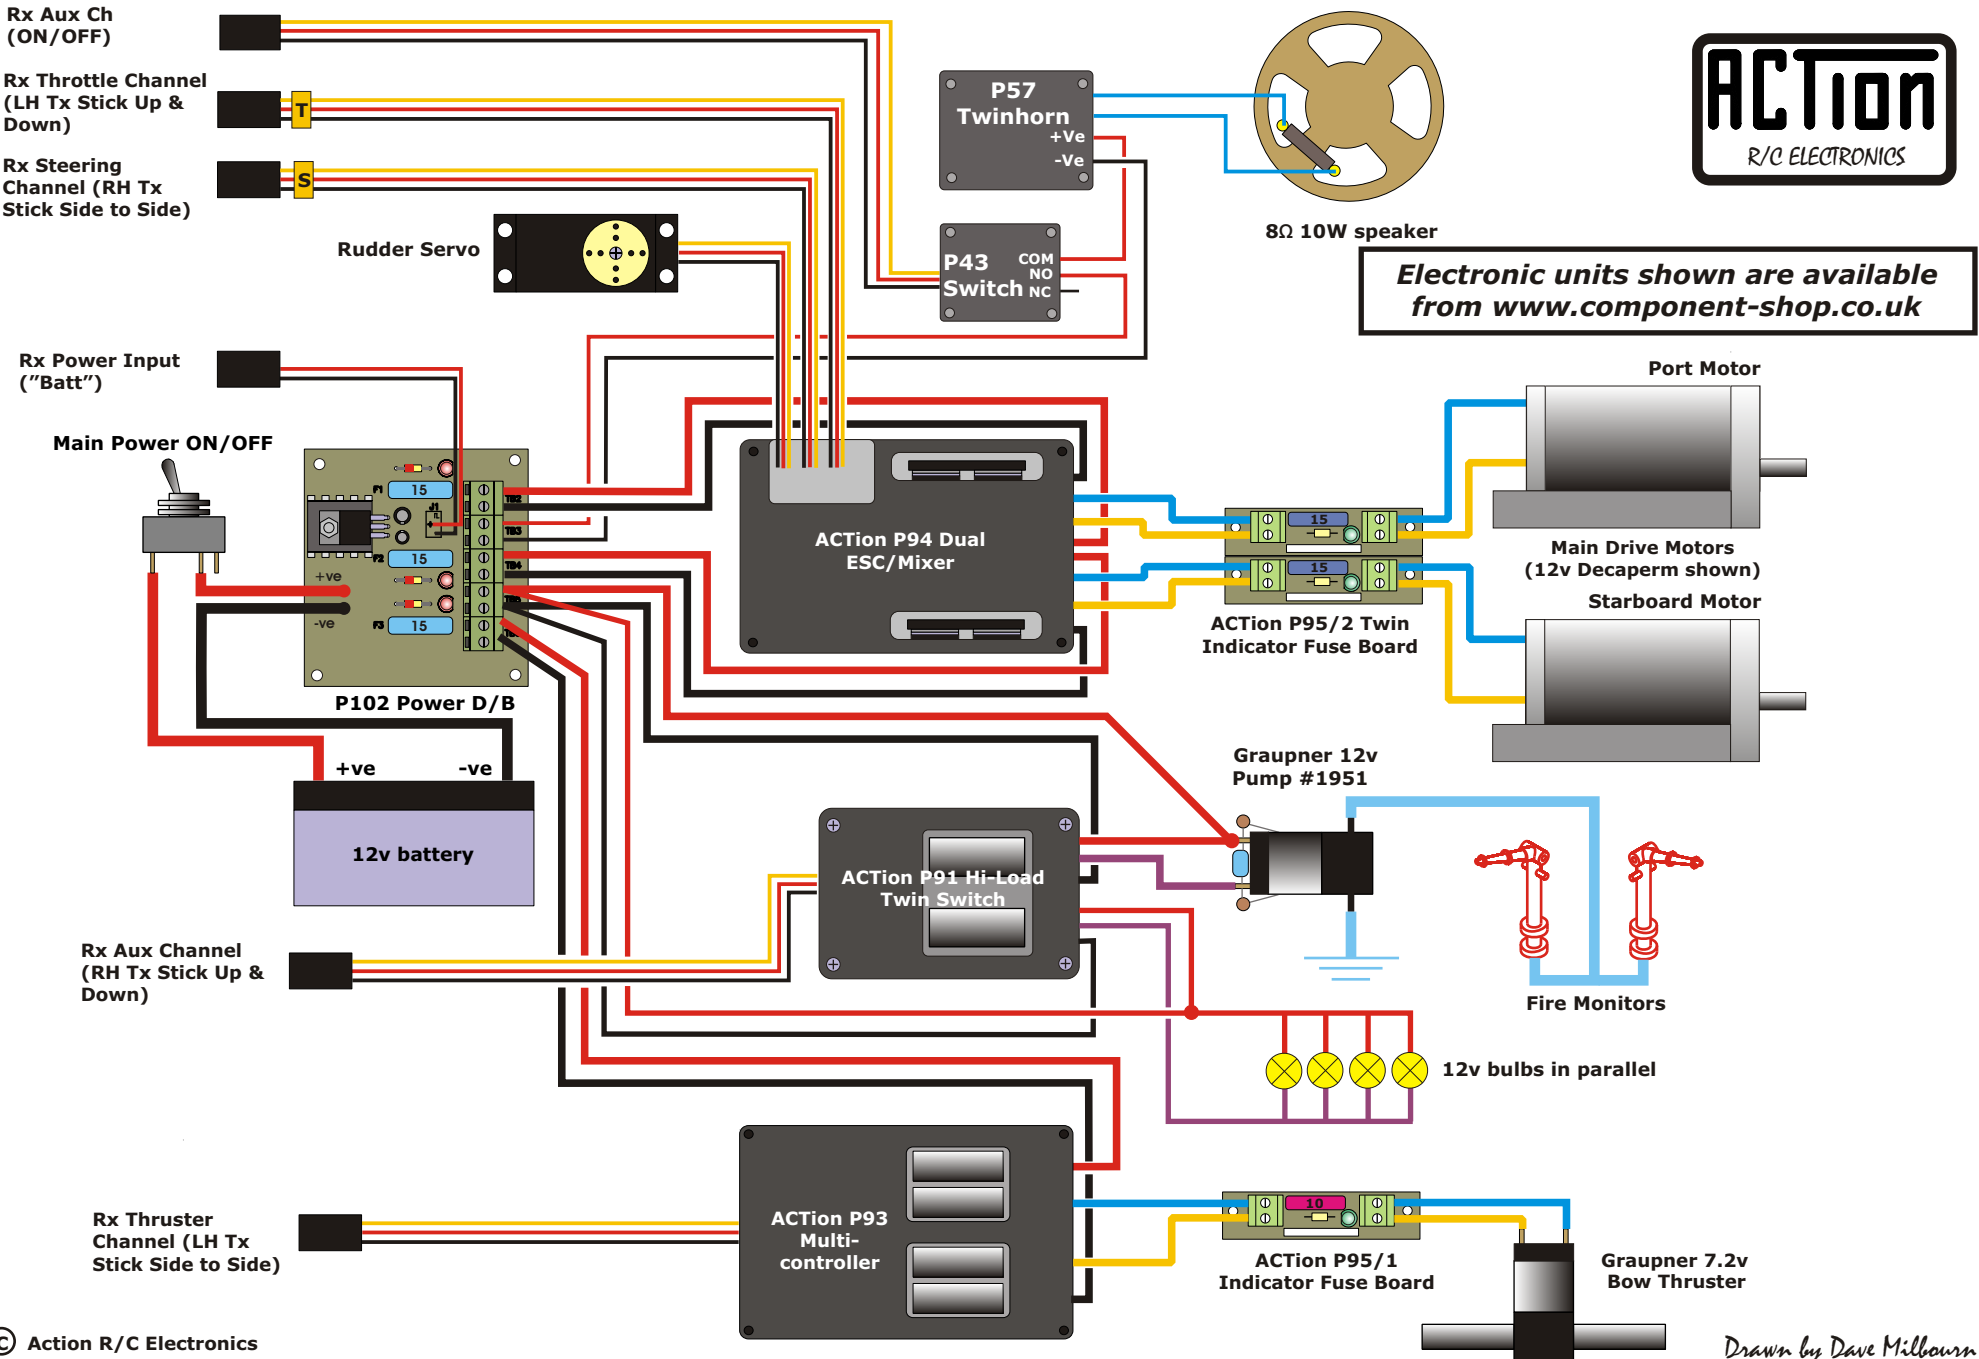 Rx Aux Ch
(ON/OFF)
Rx Throttle Channel
(LH Tx Stick Up &
Down)
T
Rx Steering
Channel (RH Tx
Stick Side to Side)
S
Rudder Servo
P57
Twinhorn
+Ve
-Ve
8Ω 10W speaker
ACTion
R/C ELECTRONICS
P43
Switch
COM
NO
NC
Electronic units shown are available
from www.component-shop.co.uk
Rx Power Input
(”Batt”)
Main Power ON/OFF
F1
15
J1
TB2
TB3
F2
15
TB4
+ve
-ve
F3
15
P102 Power D/B
+ve
-ve
12v battery
ACTion P94 Dual
ESC/Mixer
Port Motor
15
15
Main Drive Motors
(12v Decaperm shown)
Starboard Motor
ACTion P95/2 Twin
Indicator Fuse Board
Graupner 12v
Pump #1951
ACTion P91 Hi-Load
Twin Switch
Rx Aux Channel
(RH Tx Stick Up &
Down)
Fire Monitors
12v bulbs in parallel
Rx Thruster
Channel (LH Tx
Stick Side to Side)
ACTion P93
Multi-
controller
10
ACTion P95/1
Indicator Fuse Board
Graupner 7.2v
Bow Thruster
© Action R/C Electronics
Drawn by Dave Milbourn